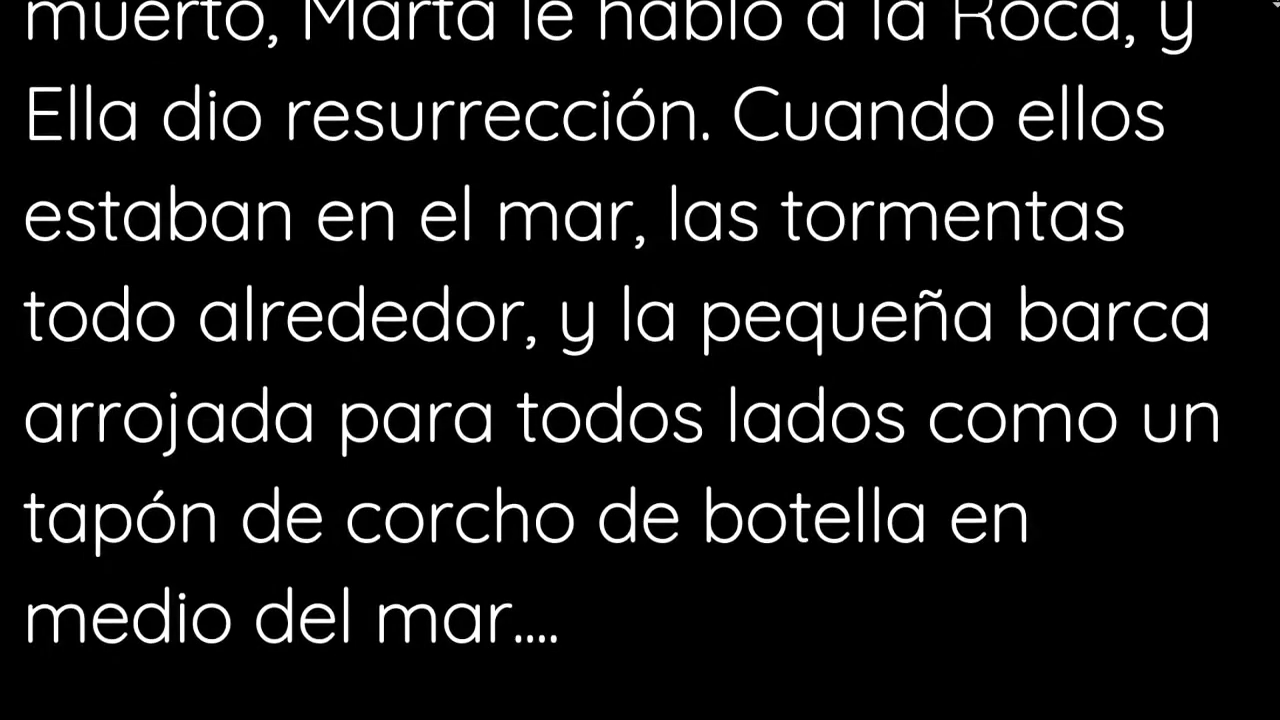 muerto, Marta le habló a la Roca, y
Ella dio resurrección. Cuando ellos
estaban en el mar, las tormentas
todo alrededor, y la pequeña barca
arrojada para todos lados como un
tapón de corcho de botella en
medio del mar....